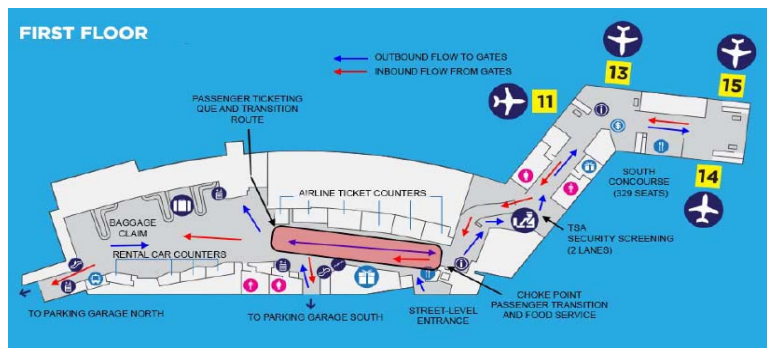 FIRST FLOOR
OUTBOUND FLOW TO GATES
INBOUND FLOW FROM GATES
PASSENGER TICKETING
QUE AND TRANSITION
ROUTE
11
13
15
14
AIRLINE TICKET COUNTERS
SOUTH
CONCOURSE
(329 SEATS)
BAGGAGE
CLAIM
RENTAL CAR COUNTERS
TSA
SECURITY SCREENING
(2 LANES)
CHOKE POINT
PASSENGER TRANSITION
AND FOOD SERVICE
STREET-LEVEL
ENTRANCE
TO PARKING GARAGE NORTH
TO PARKING GARAGE SOUTH